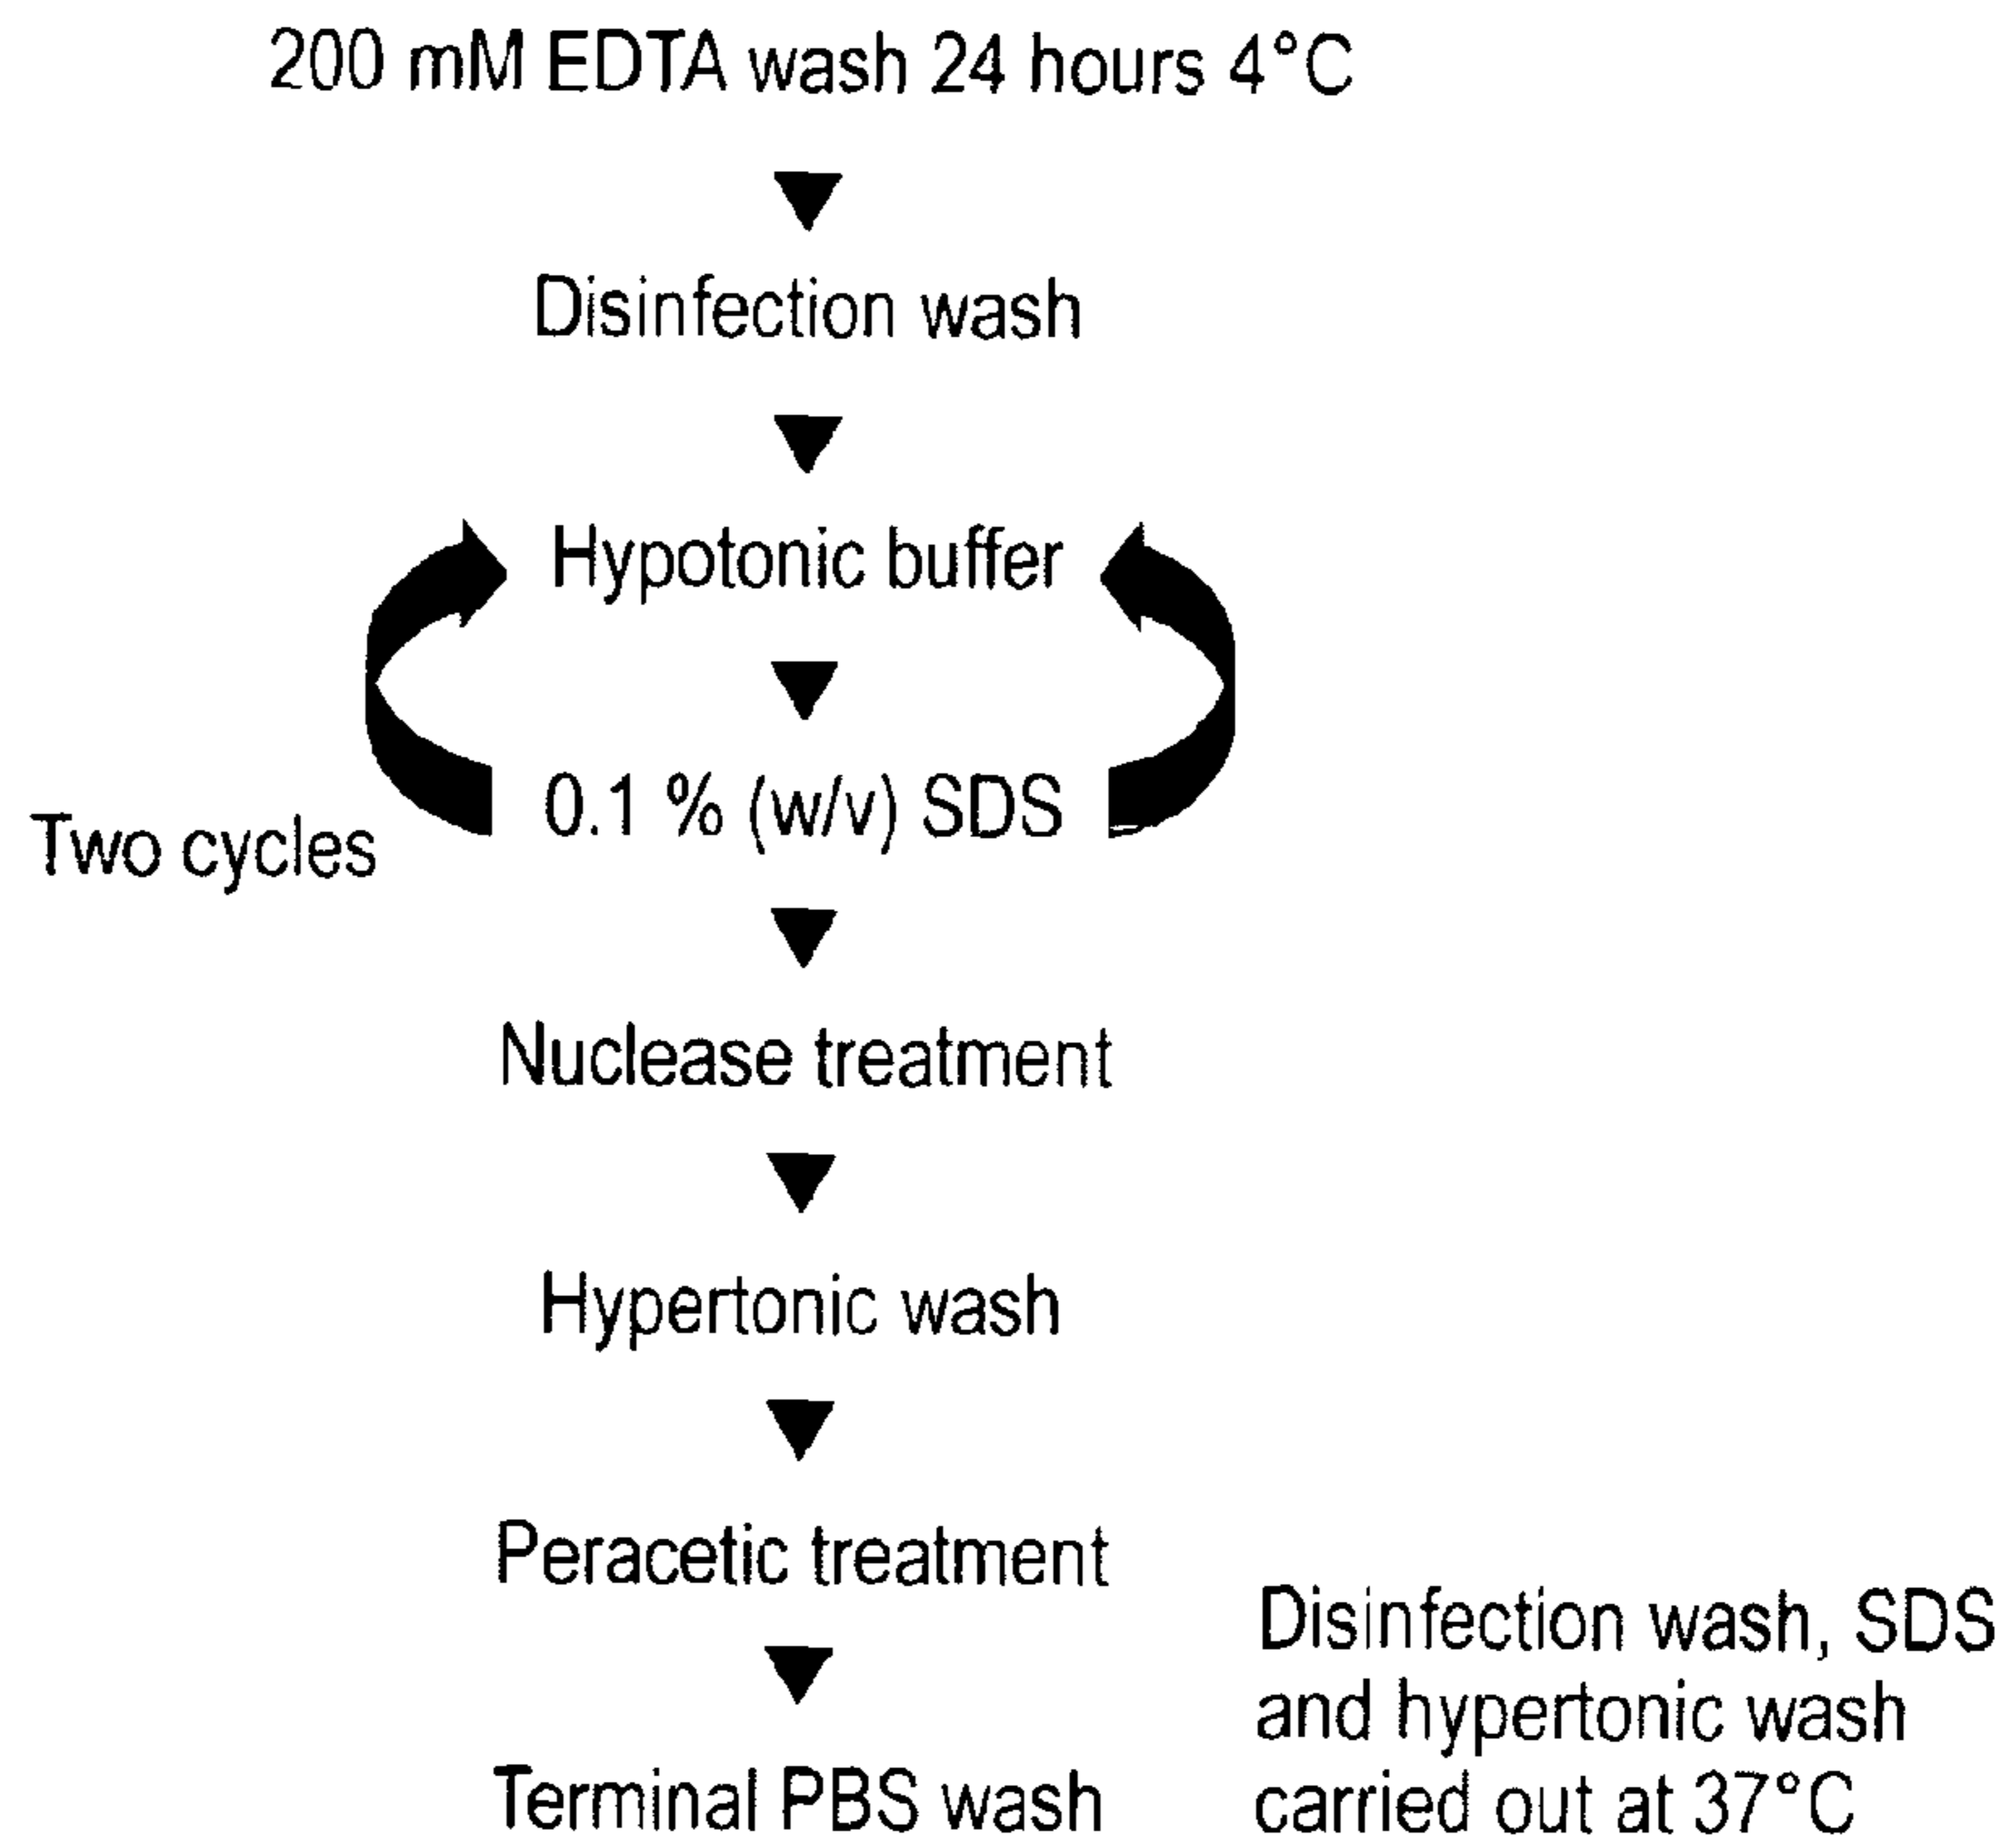 200 mM EDTA wash 24 hours 4°C
Disinfection wash
Hypotonic buffer
0.1 % (w/v) SDS
Two cycles
Nuclease treatment
Hypertonic wash
Peracetic treatment
Terminal PBS wash
Disinfection wash, SDS
and hypertonic wash
carried out at 37°C